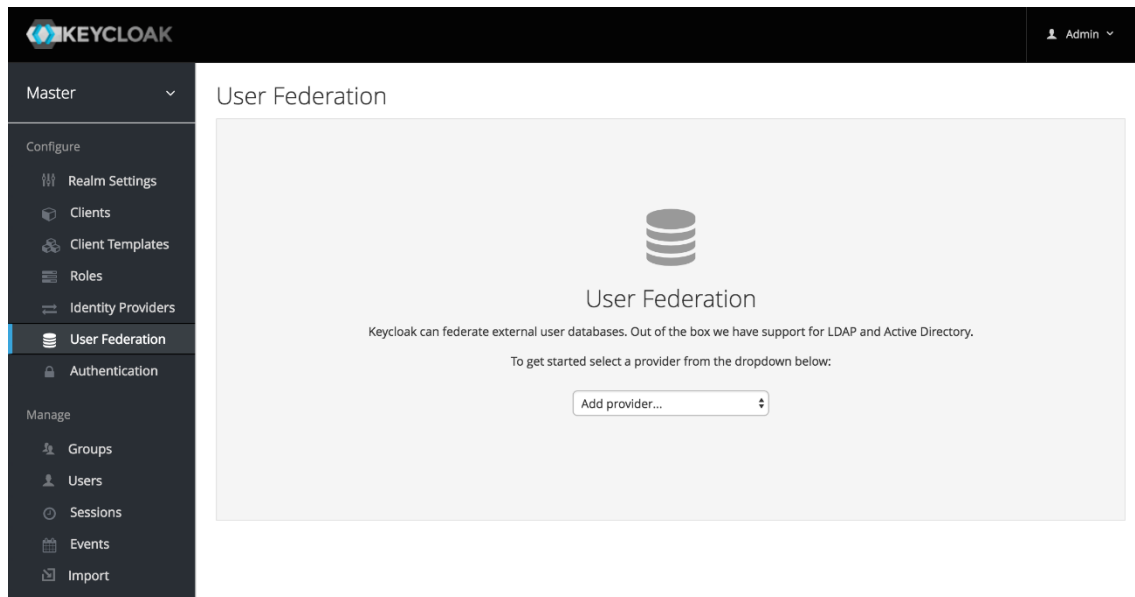 KEYCLOAK
Admin
Master
User Federation
Configure
Realm Settings
Clients
Client Templates
Roles
Identity Providers
User Federation
Authentication
Manage
Groups
Users
Sessions
Events
Import
User Federation
Keycloak can federate external user databases. Out of the box we have support for LDAP and Active Directory.
To get started select a provider from the dropdown below:
Add provider...